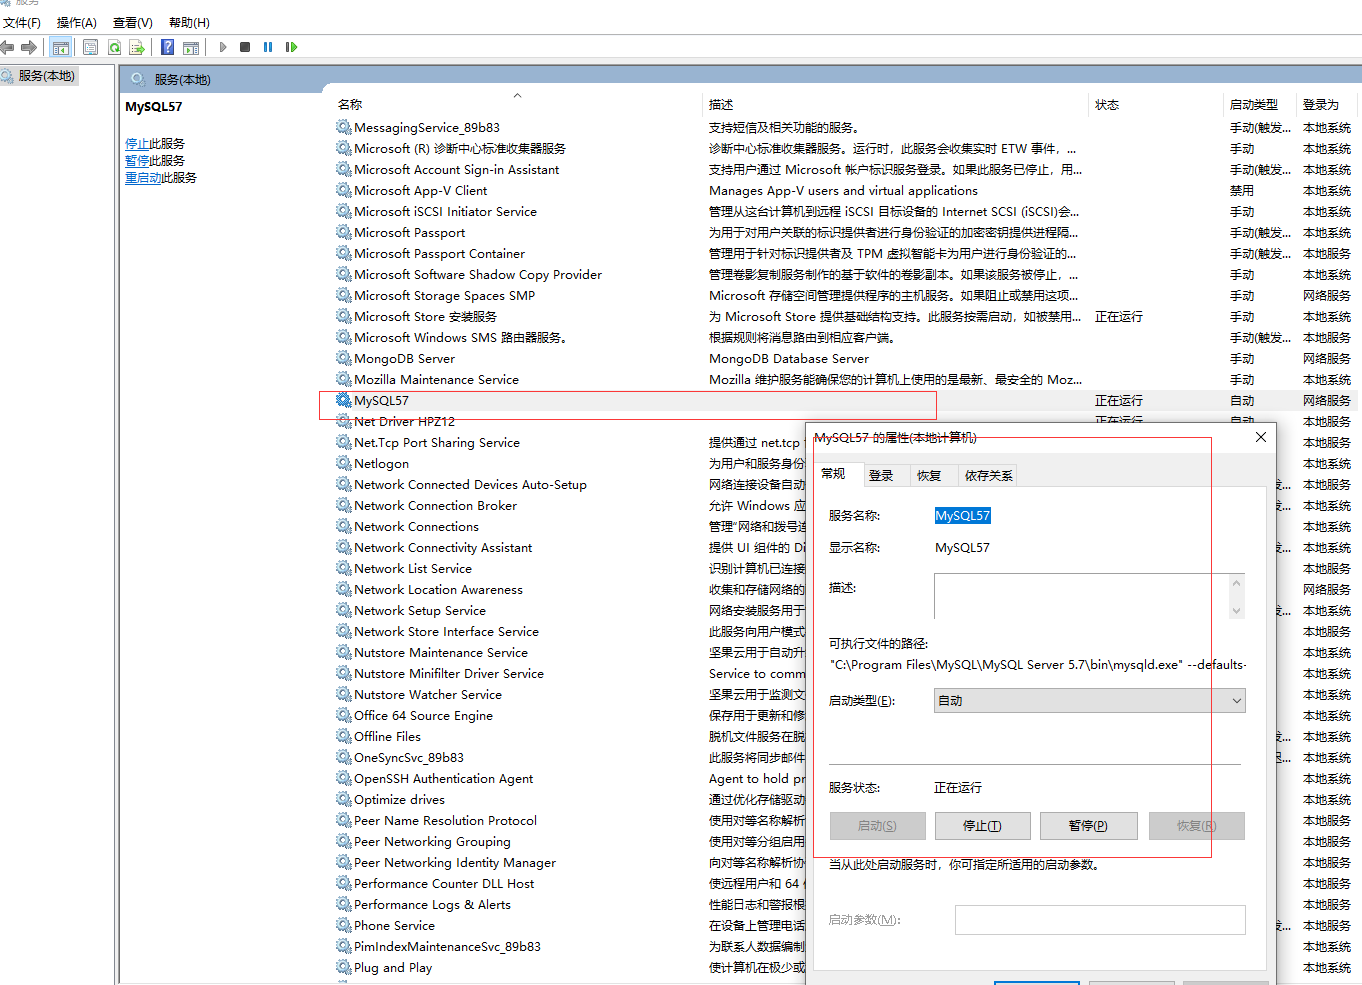 服务
文件(F) 操作(A) 查看(V) 帮助(H)
服务(本地)
服务(本地)
MySQL57
停止此服务
暂停此服务
重启动此服务
名称 描述 状态 启动类型 登录为
MessagingService_89b83 支持短信及相关功能的服务。 手动(触发... 本地系统
Microsoft (R) 诊断中心标准收集器服务 诊断中心标准收集器服务。运行时，此服务会收集实时 ETW 事件，... 手动 本地系统
Microsoft Account Sign-in Assistant 支持用户通过 Microsoft 帐户标识服务登录。如果此服务已停止，用... 手动(触发... 本地系统
Microsoft App-V Client Manages App-V users and virtual applications 禁用 本地系统
Microsoft iSCSI Initiator Service 管理从这台计算机到远程 iSCSI 目标设备的 Internet SCSI (iSCSI)会... 手动 本地系统
Microsoft Passport 为用于对用户关联的标识提供者进行身份验证的加密密钥提供进程隔... 手动(触发... 本地系统
Microsoft Passport Container 管理用于针对标识提供者及 TPM 虚拟智能卡为用户进行身份验证的... 手动(触发... 本地服务
Microsoft Software Shadow Copy Provider 管理卷影复制服务制作的基于软件的卷影副本。如果该服务被停止，... 手动 本地系统
Microsoft Storage Spaces SMP Microsoft 存储空间管理提供程序的主机服务。如果阻止或禁用这项... 手动 网络服务
Microsoft Store 安装服务 为 Microsoft Store 提供基础结构支持。此服务按需启动，如被禁用... 正在运行 手动 本地系统
Microsoft Windows SMS 路由器服务。 根据规则将消息路由到相应客户端。 手动(触发... 本地服务
MongoDB Server MongoDB Database Server 手动 网络服务
Mozilla Maintenance Service Mozilla 维护服务能确保您的计算机上使用的是最新、最安全的 Moz... 手动 本地系统
MySQL57 正在运行 自动 网络服务
Net Driver HPZ12 正在运行 自动 本地服务
Net.Tcp Port Sharing Service 提供通过 net.tcp 本地服务
Netlogon 为用户和服务身份 本地系统
Network Connected Devices Auto-Setup 网络连接设备自动 发... 本地服务
Network Connection Broker 允许 Windows 应 发... 本地系统
Network Connections 管理“网络和拨号连 本地系统
Network Connectivity Assistant 提供 UI 组件的 Di 发... 本地系统
Network List Service 识别计算机已连接 本地服务
Network Location Awareness 收集和存储网络的 网络服务
Network Setup Service 网络安装服务用于 发... 本地系统
Network Store Interface Service 此服务向用户模式 本地服务
Nutstore Maintenance Service 坚果云用于自动升 本地系统
Nutstore Minifilter Driver Service Service to comm 本地系统
Nutstore Watcher Service 坚果云用于监测文 本地系统
Office 64 Source Engine 保存用于更新和修 本地系统
Offline Files 脱机文件服务在脱 发... 本地系统
OneSyncSvc_89b83 此服务将同步邮件 迟... 本地系统
OpenSSH Authentication Agent Agent to hold pr 本地系统
Optimize drives 通过优化存储驱动 本地系统
Peer Name Resolution Protocol 使用对等名称解析 本地服务
Peer Networking Grouping 使用对等分组启用 本地服务
Peer Networking Identity Manager 向对等名称解析协 本地服务
Performance Counter DLL Host 使远程用户和 64 本地服务
Performance Logs & Alerts 性能日志和警报根 本地服务
Phone Service 在设备上管理电话 发... 本地服务
PimIndexMaintenanceSvc_89b83 为联系人数据编制 本地系统
Plug and Play 使计算机在极少或 本地系统
MySQL57 的属性(本地计算机)
常规 登录 恢复 依存关系
服务名称: MySQL57
显示名称: MySQL57
描述:
可执行文件的路径:
"C:\Program Files\MySQL\MySQL Server 5.7\bin\mysqld.exe" --defaults-
启动类型(E): 自动
服务状态: 正在运行
启动(S) 停止(T) 暂停(P) 恢复(R)
当从此处启动服务时，你可指定所适用的启动参数。
启动参数(M):